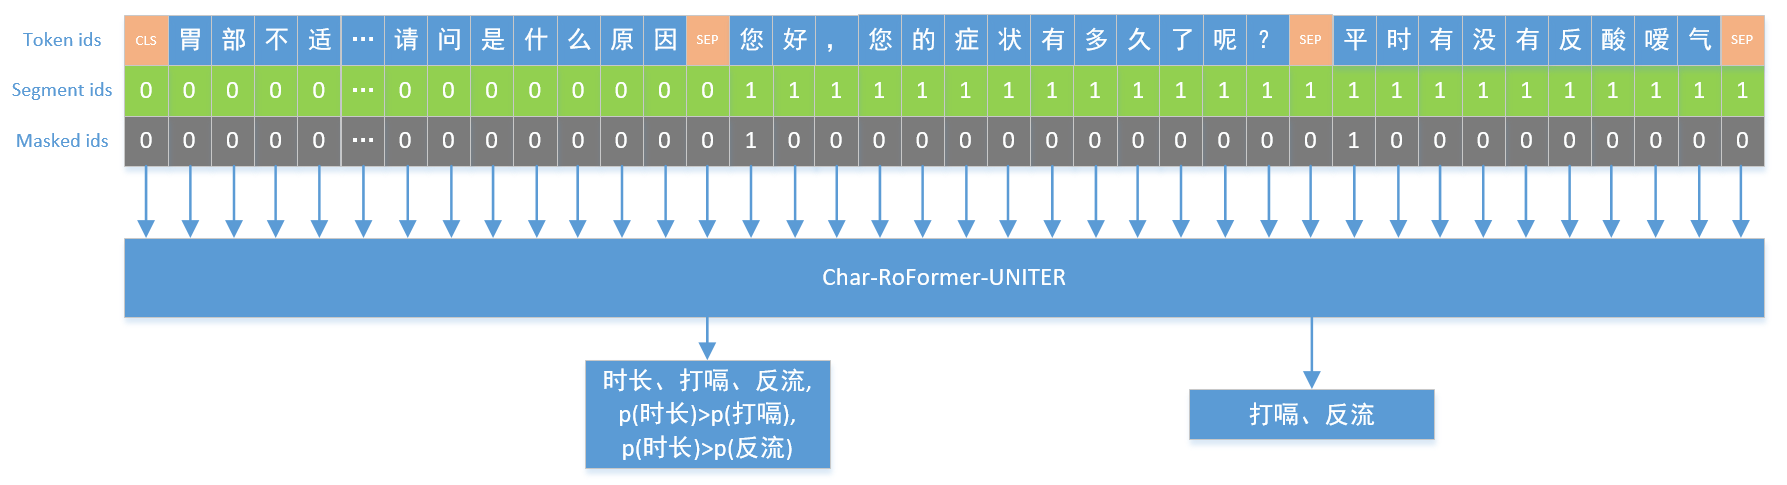 Token ids CLS 胃 部 不 适 … 请 问 是 什 么 原 因 SEP 您 好 ， 您 的 症 状 有 多 久 了 呢 ？ SEP 平 时 有 没 有 反 酸 嗳 气 SEP
Segment ids 0 0 0 0 0 … 0 0 0 0 0 0 0 0 1 1 1 1 1 1 1 1 1 1 1 1 1 1 1 1 1 1 1 1 1 1 1 1
Masked ids 0 0 0 0 0 … 0 0 0 0 0 0 0 0 1 0 0 0 0 0 0 0 0 0 0 0 0 0 1 0 0 0 0 0 0 0 0 0
Char-RoFormer-UNITER
时长、打嗝、反流,
p(时长)>p(打嗝),
p(时长)>p(反流)
打嗝、反流